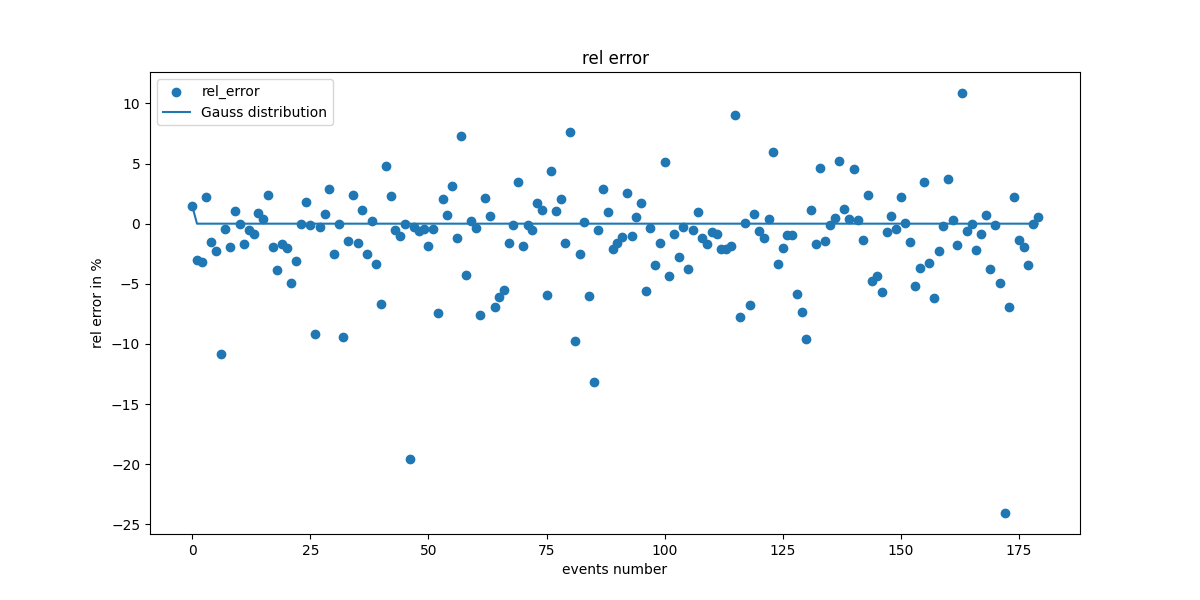 rel error
rel_error
Gauss distribution
10
5
0
−5
−10
−15
−20
−25
rel error in %
0 25 50 75 100 125 150 175
events number